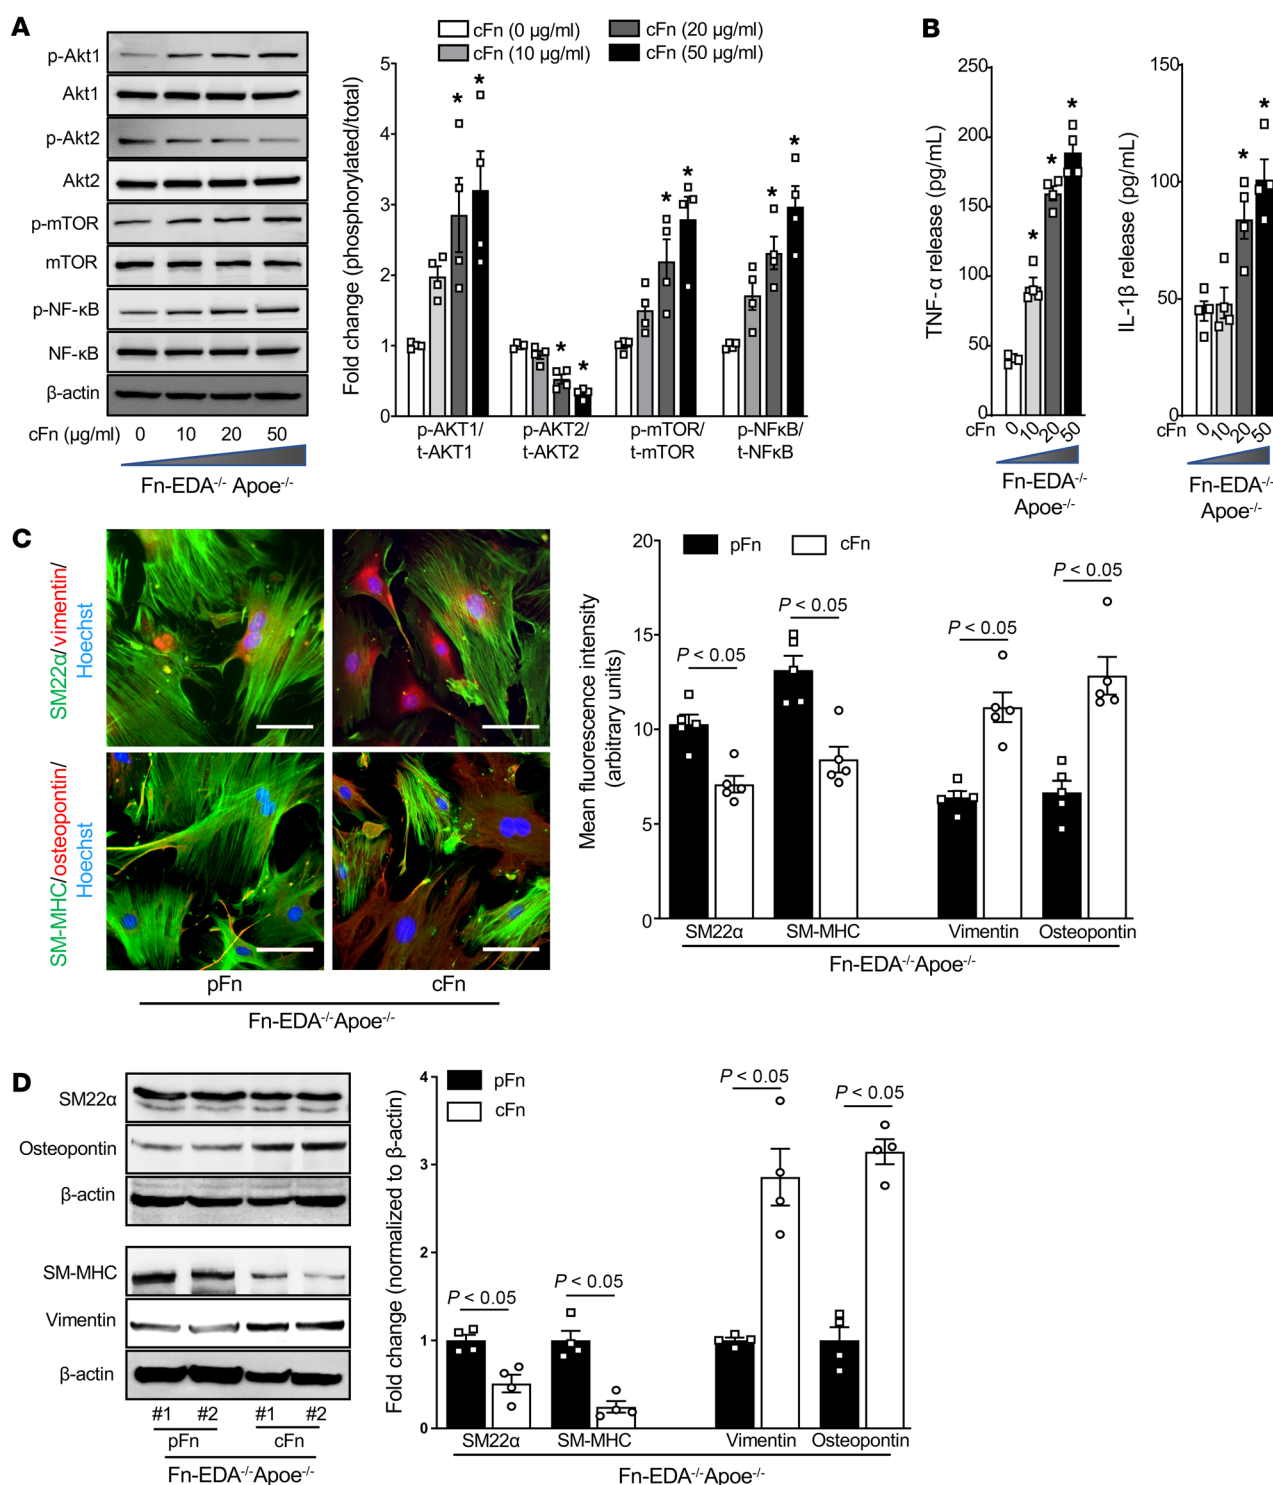 A
p-Akt1
Akt1
p-Akt2
Akt2
p-mTOR
mTOR
p-NF-κB
NF-κB
β-actin
cFn (μg/ml) 0 10 20 50
Fn-EDA-/- Apoe-/-
cFn (0 μg/ml)
cFn (10 μg/ml)
cFn (20 μg/ml)
cFn (50 μg/ml)
Fold change (phosphorylated/total)
5
4
3
2
1
0
* * * * * * * *
p-AKT1/
t-AKT1
p-AKT2/
t-AKT2
p-mTOR/
t-mTOR
p-NFκB/
t-NFκB
B
TNF-α release (pg/mL)
250
200
150
100
50
0
* * *
cFn 0 10 20 50
Fn-EDA-/-
Apoe-/-
IL-1β release (pg/mL)
150
100
50
0
* *
cFn 0 10 20 50
Fn-EDA-/-
Apoe-/-
C
SM22α/vimentin/
Hoechst
SM-MHC/osteopontin/
Hoechst
pFn cFn
Fn-EDA-/-Apoe-/-
Mean fluorescence intensity
(arbitrary units)
20
15
10
5
0
pFn cFn
P < 0.05
P < 0.05
P < 0.05
P < 0.05
SM22α SM-MHC Vimentin Osteopontin
Fn-EDA-/-Apoe-/-
D
SM22α
Osteopontin
β-actin
SM-MHC
Vimentin
β-actin
#1 #2 #1 #2
pFn cFn
Fn-EDA-/-Apoe-/-
Fold change (normalized to β-actin)
4
3
2
1
0
pFn
cFn
P < 0.05
P < 0.05
P < 0.05
P < 0.05
SM22α SM-MHC Vimentin Osteopontin
Fn-EDA-/-Apoe-/-